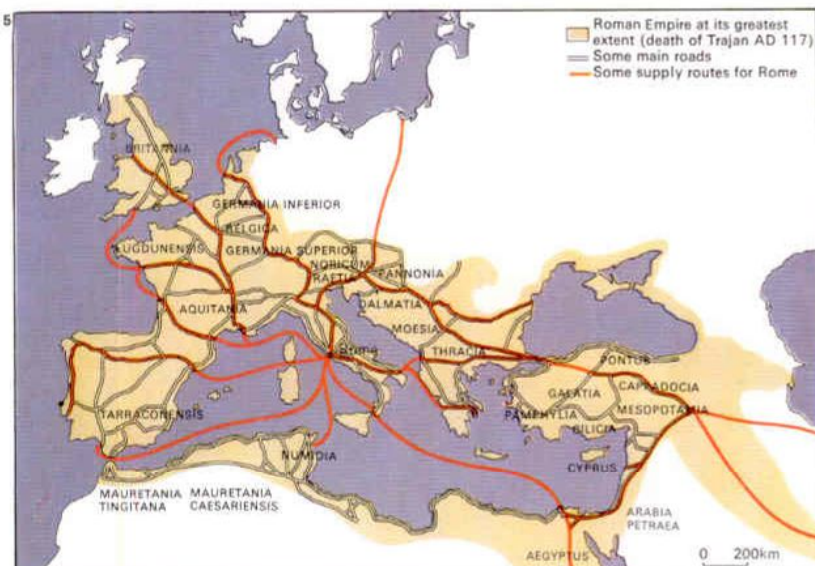 5
Roman Empire at its greatest
extent (death of Trajan AD 117)
Some main roads
Some supply routes for Rome
BRITANNIA
GERMANIA INFERIOR
BELGICA
LUGDUNENSIS
GERMANIA SUPERIOR
NORICUM
RAETIA
PANNONIA
AQUITANIA
DALMATIA
MOESIA
Rome
THRACIA
PONTUS
GALATIA
CAPPADOCIA
TARRACONENSIS
PAMPHYLIA
MESOPOTAMIA
CILICIA
NUMIDIA
CYPRUS
MAURETANIA
TINGITANA
MAURETANIA
CAESARIENSIS
ARABIA
PETRAEA
AEGYPTUS
0 200km